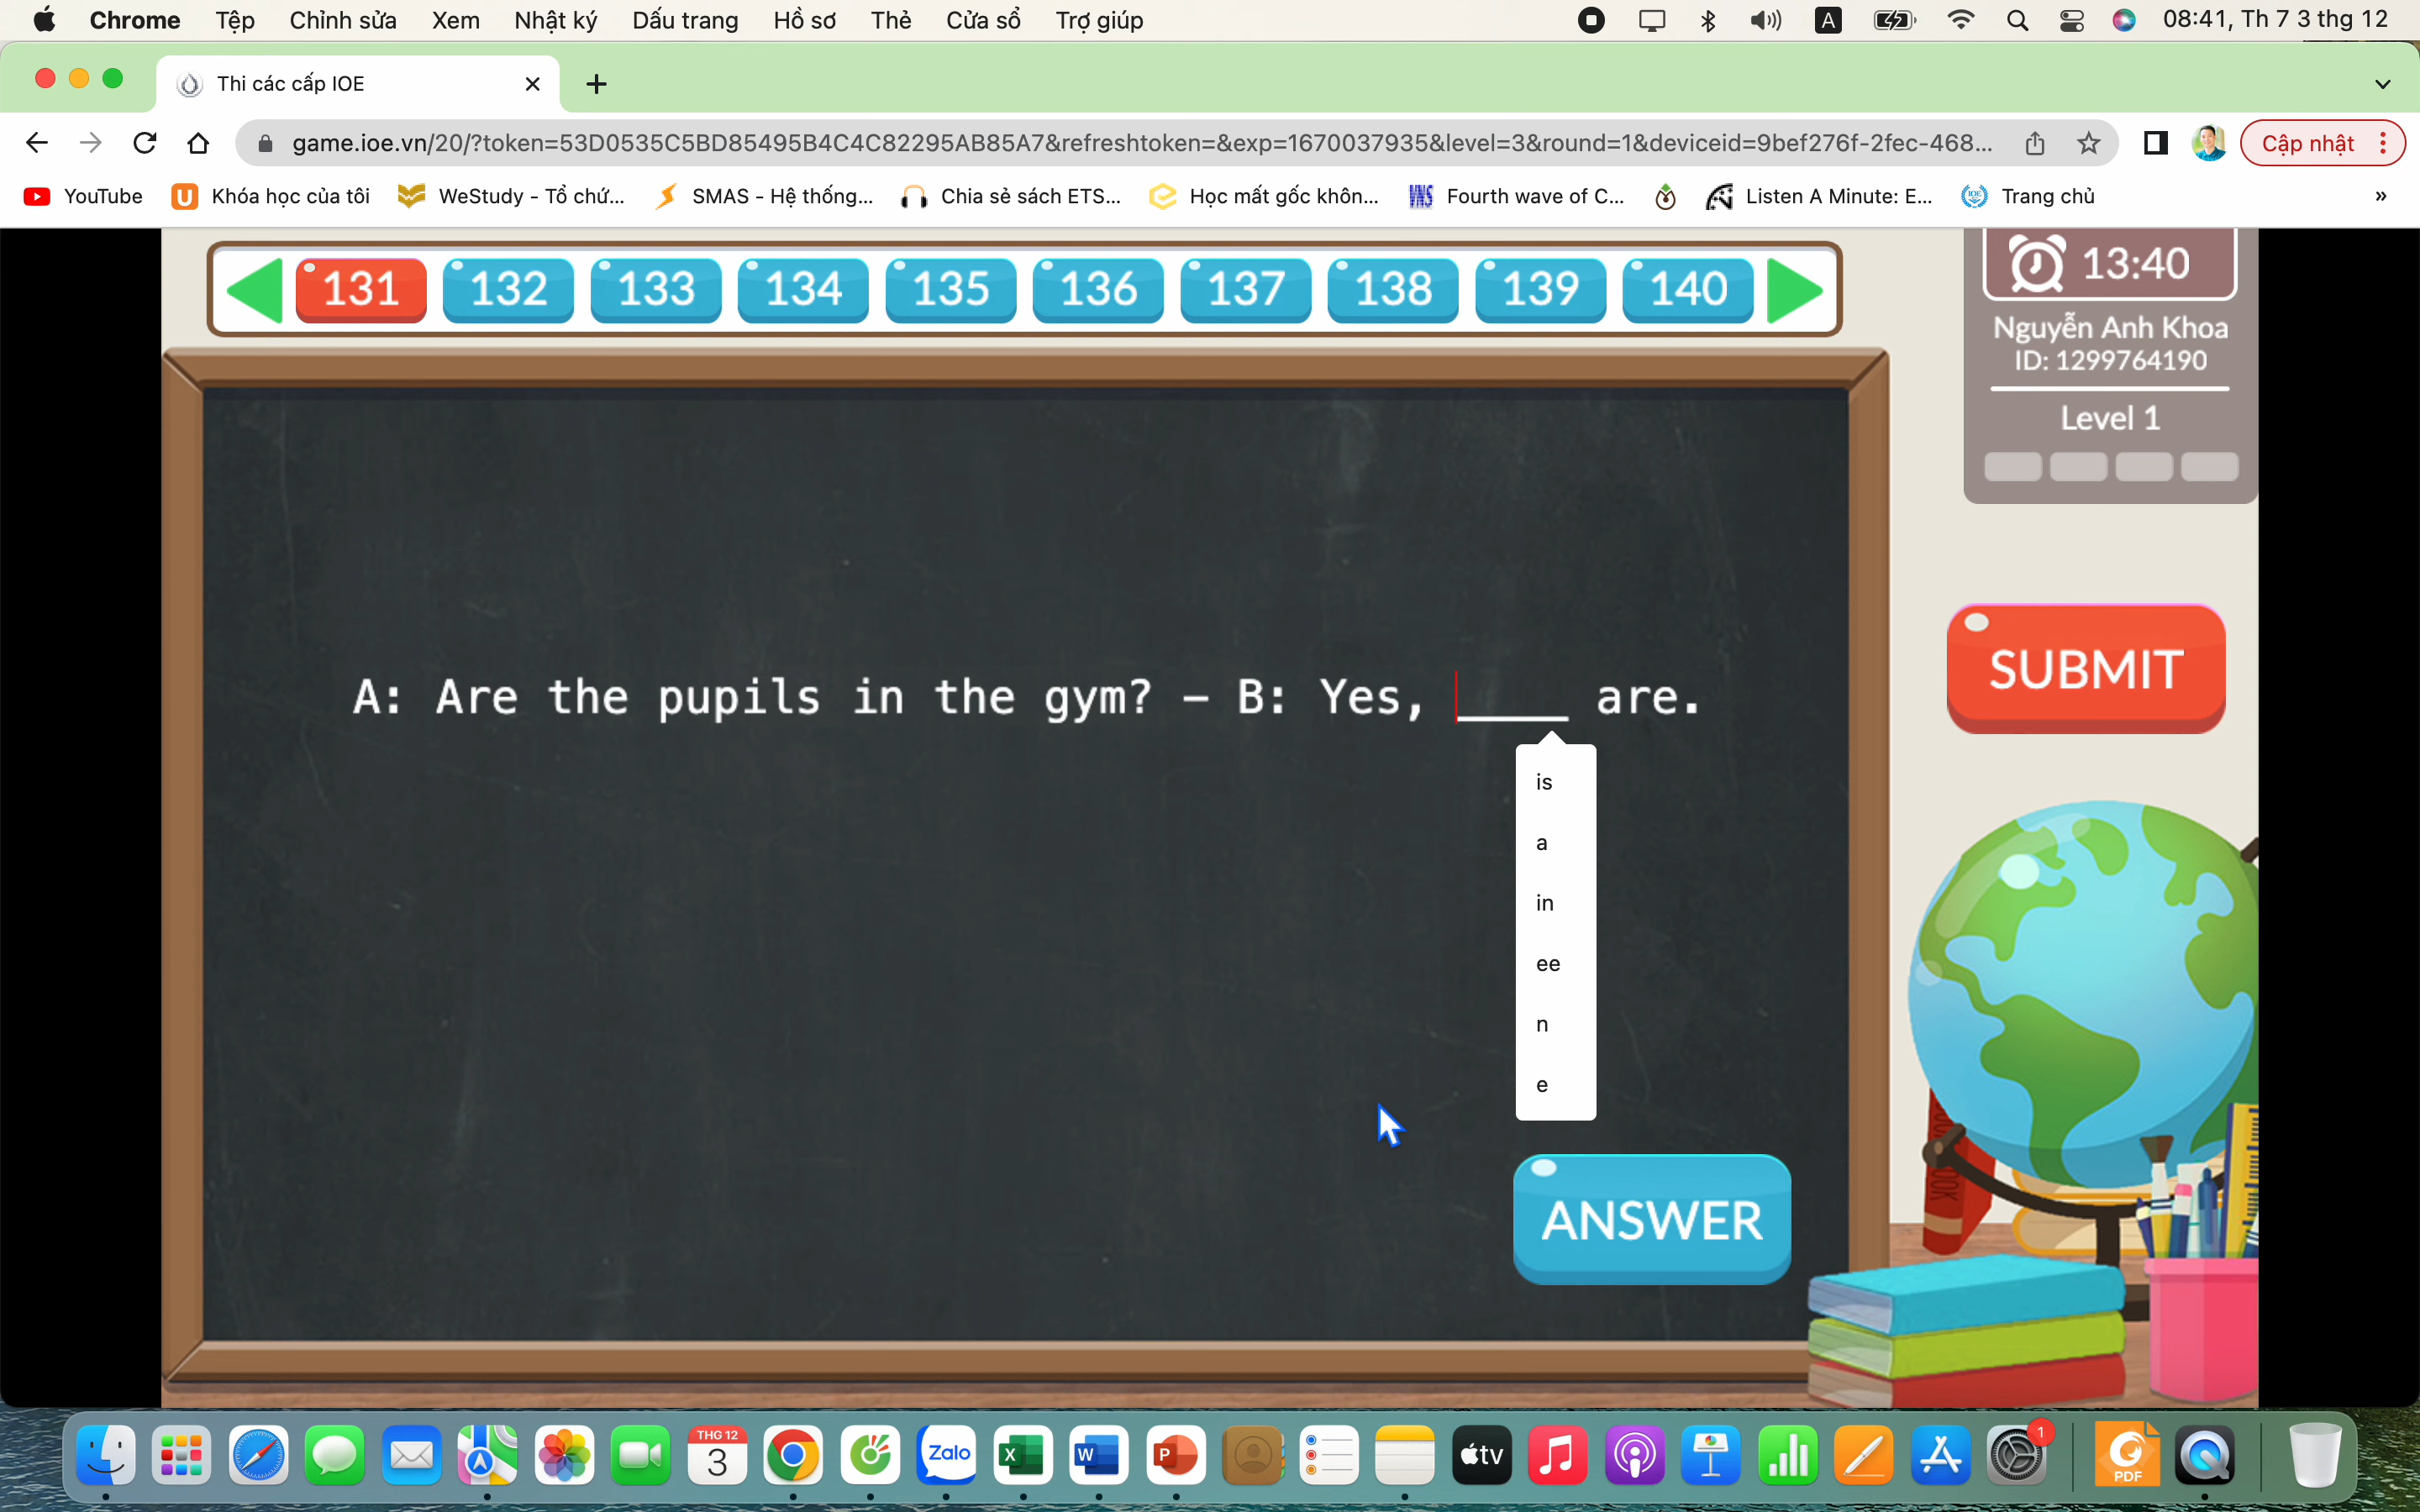 Chrome Tệp Chỉnh sửa Xem Nhật ký Dấu trang Hồ sơ Thẻ Cửa sổ Trợ giúp A 08:41, Th 7 3 thg 12
Thi các cấp IOE
game.ioe.vn/20/?token=53D0535C5BD85495B4C4C82295AB85A7&refreshtoken=&exp=1670037935&level=3&round=1&deviceid=9bef276f-2fec-468... Cập nhật
YouTube Khóa học của tôi WeStudy - Tổ chứ... SMAS - Hệ thống... Chia sẻ sách ETS... Học mất gốc khôn... Fourth wave of C... Listen A Minute: E... Trang chủ »
131 132 133 134 135 136 137 138 139 140
13:40
Nguyễn Anh Khoa
ID: 1299764190
Level 1
A: Are the pupils in the gym? – B: Yes, ____ are.
SUBMIT
is
a
in
ee
n
e
ANSWER
THG 12
3
Zalo
X
W
P
tv
1
PDF